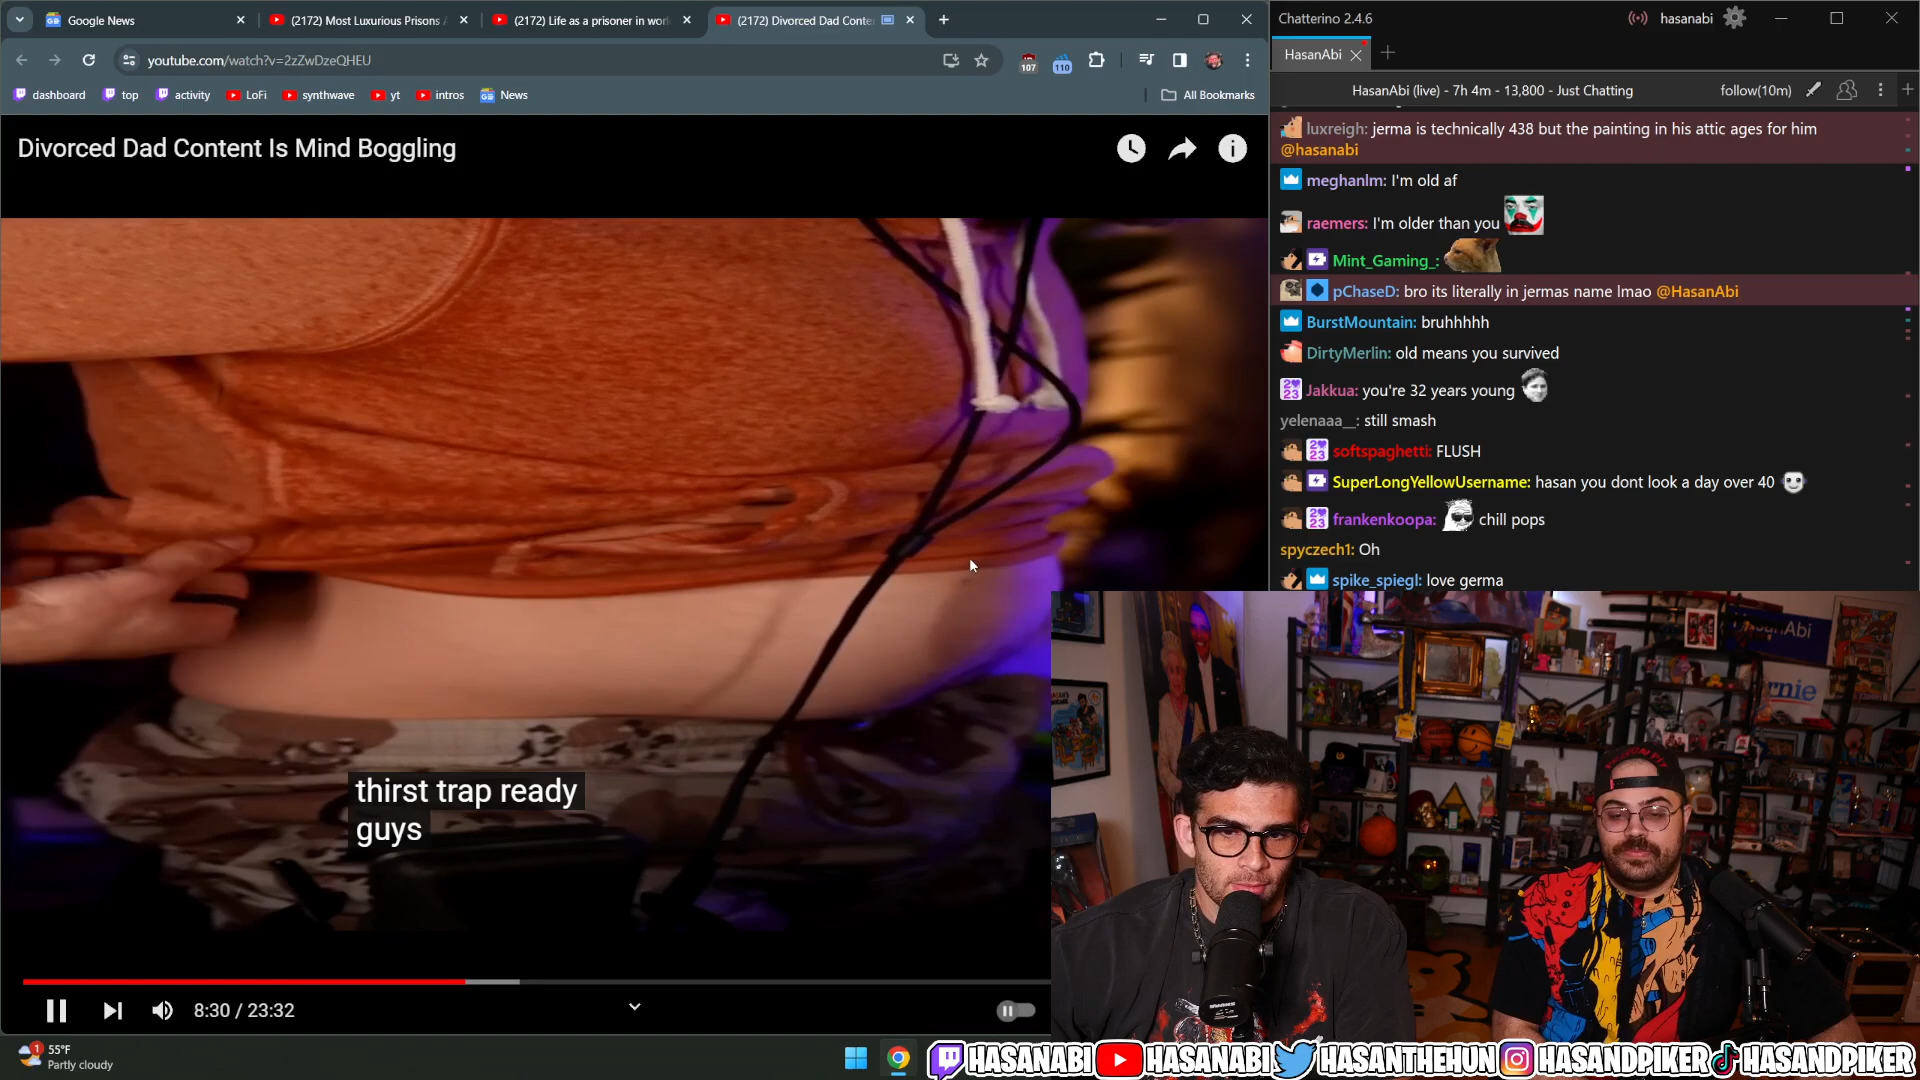 Google News
(2172) Most Luxurious Prisons
(2172) Life as a prisoner in wor
(2172) Divorced Dad Conte
youtube.com/watch?v=2zZwDzeQHEU
107
110
dashboard
top
activity
LoFi
synthwave
yt
intros
News
All Bookmarks
Divorced Dad Content Is Mind Boggling
thirst trap ready
guys
8:30 / 23:32
Chatterino 2.4.6
hasanabi
HasanAbi
HasanAbi (live) - 7h 4m - 13,800 - Just Chatting
follow(10m)
luxreigh: jerma is technically 438 but the painting in his attic ages for him
@hasanabi
meghanlm: I'm old af
raemers: I'm older than you
Mint_Gaming_:
pChaseD: bro its literally in jermas name lmao @HasanAbi
BurstMountain: bruhhhhh
DirtyMerlin: old means you survived
Jakkua: you're 32 years young
yelenaaa__: still smash
softspaghetti: FLUSH
SuperLongYellowUsername: hasan you dont look a day over 40
frankenkoopa: chill pops
spyczech1: Oh
spike_spiegl: love germa
1
55°F
Partly cloudy
HASANABI
HASANABI
HASANTHEHUN
HASANDPIKER
HASANDPIKER